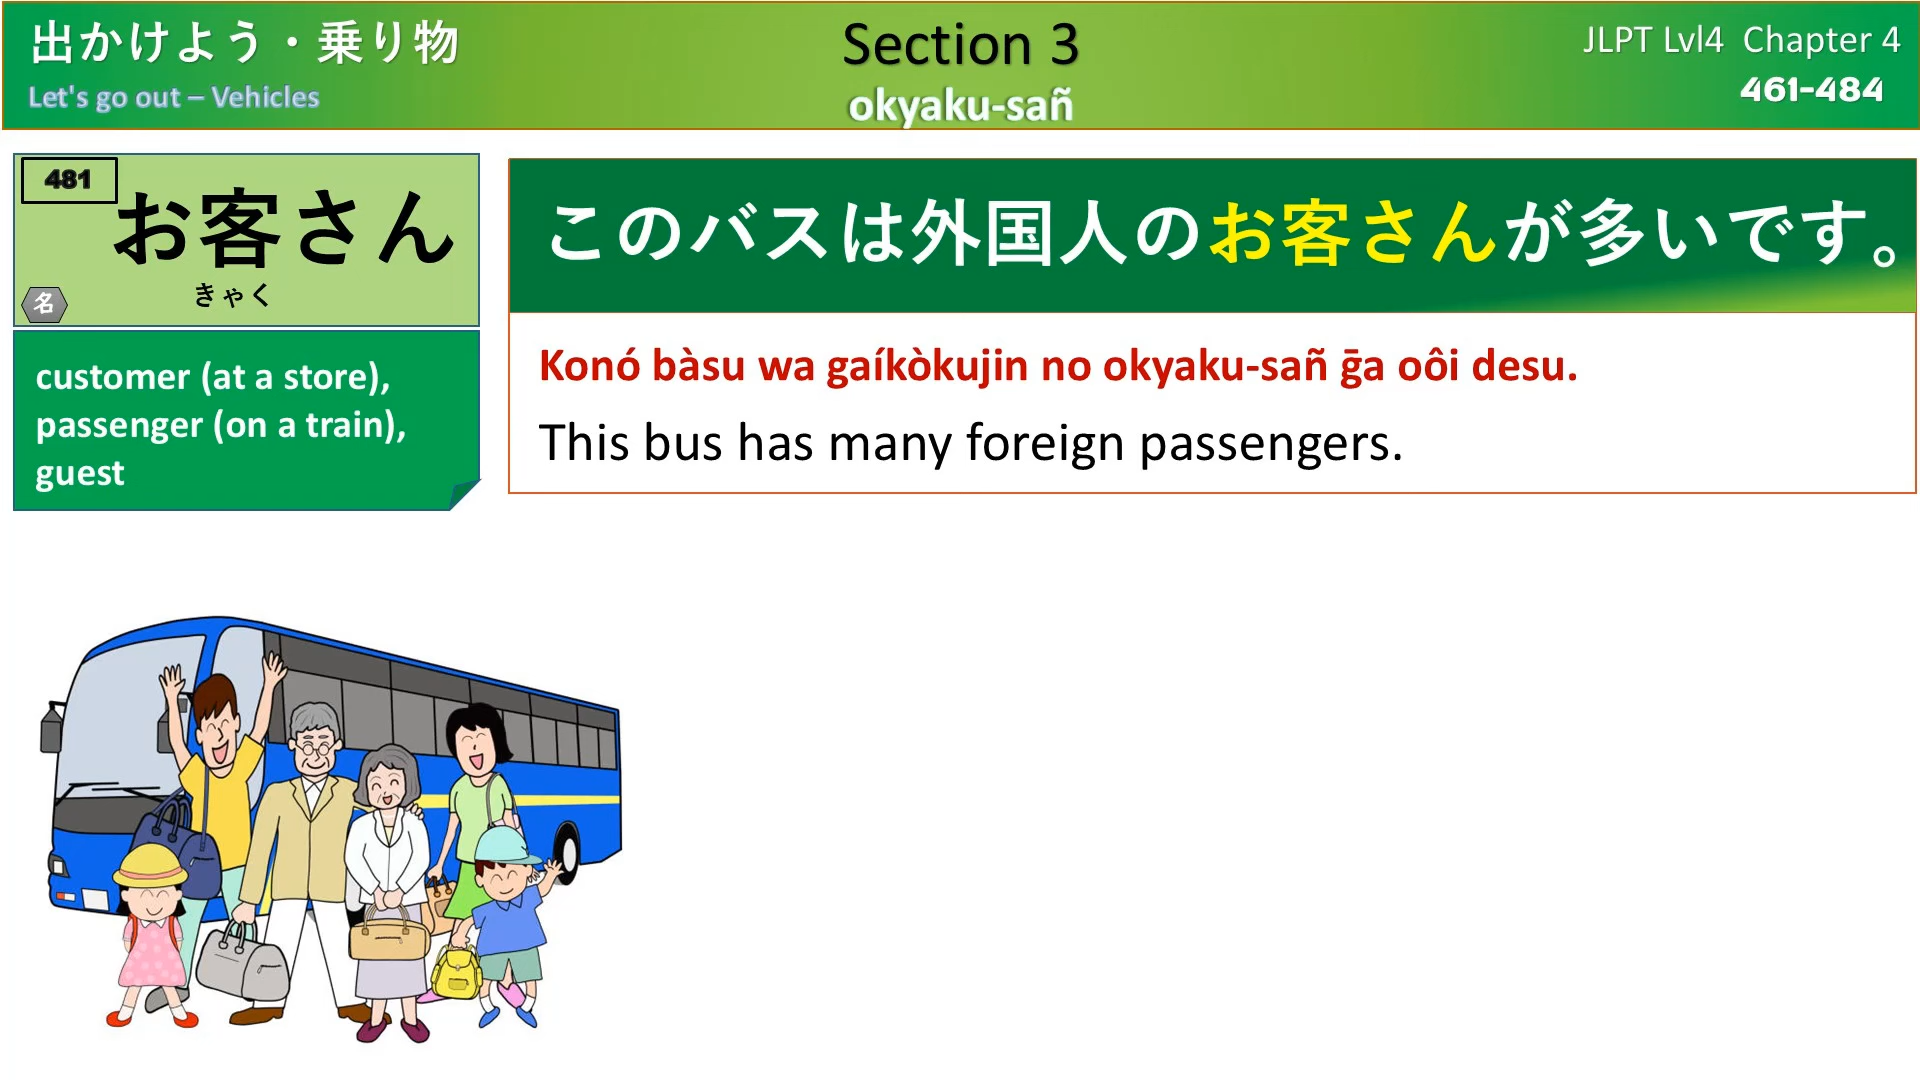 出かけよう・乗り物
Let's go out – Vehicles
Section 3
okyaku-sañ
JLPT Lvl4  Chapter 4
461-484
481
お客さん
きゃく
名
customer (at a store),
passenger (on a train),
guest
このバスは外国人のお客さんが多いです。
Konó bàsu wa gaíkòkujin no okyaku-sañ ḡa oôi desu.
This bus has many foreign passengers.